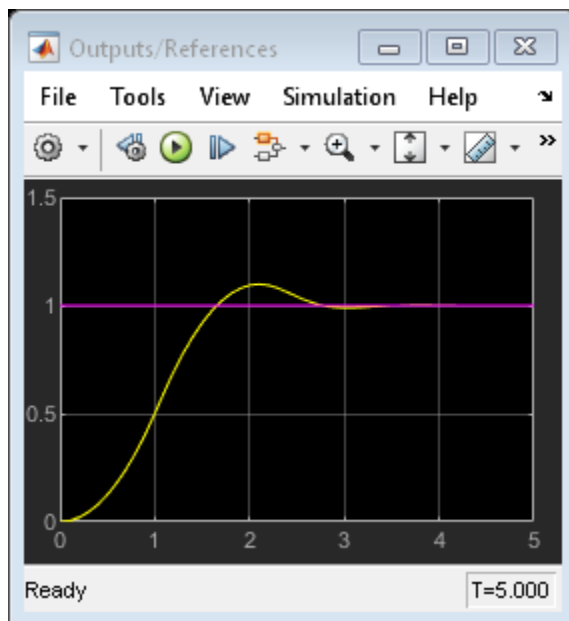 Outputs/References
File Tools View Simulation Help
1.5
1
0.5
0
0 1 2 3 4 5
Ready T=5.000